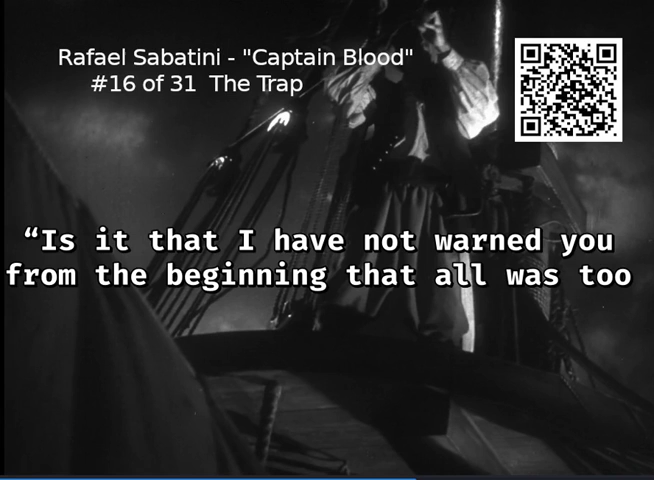 Rafael Sabatini - "Captain Blood"
#16 of 31  The Trap
“Is it that I have not warned you
from the beginning that all was too